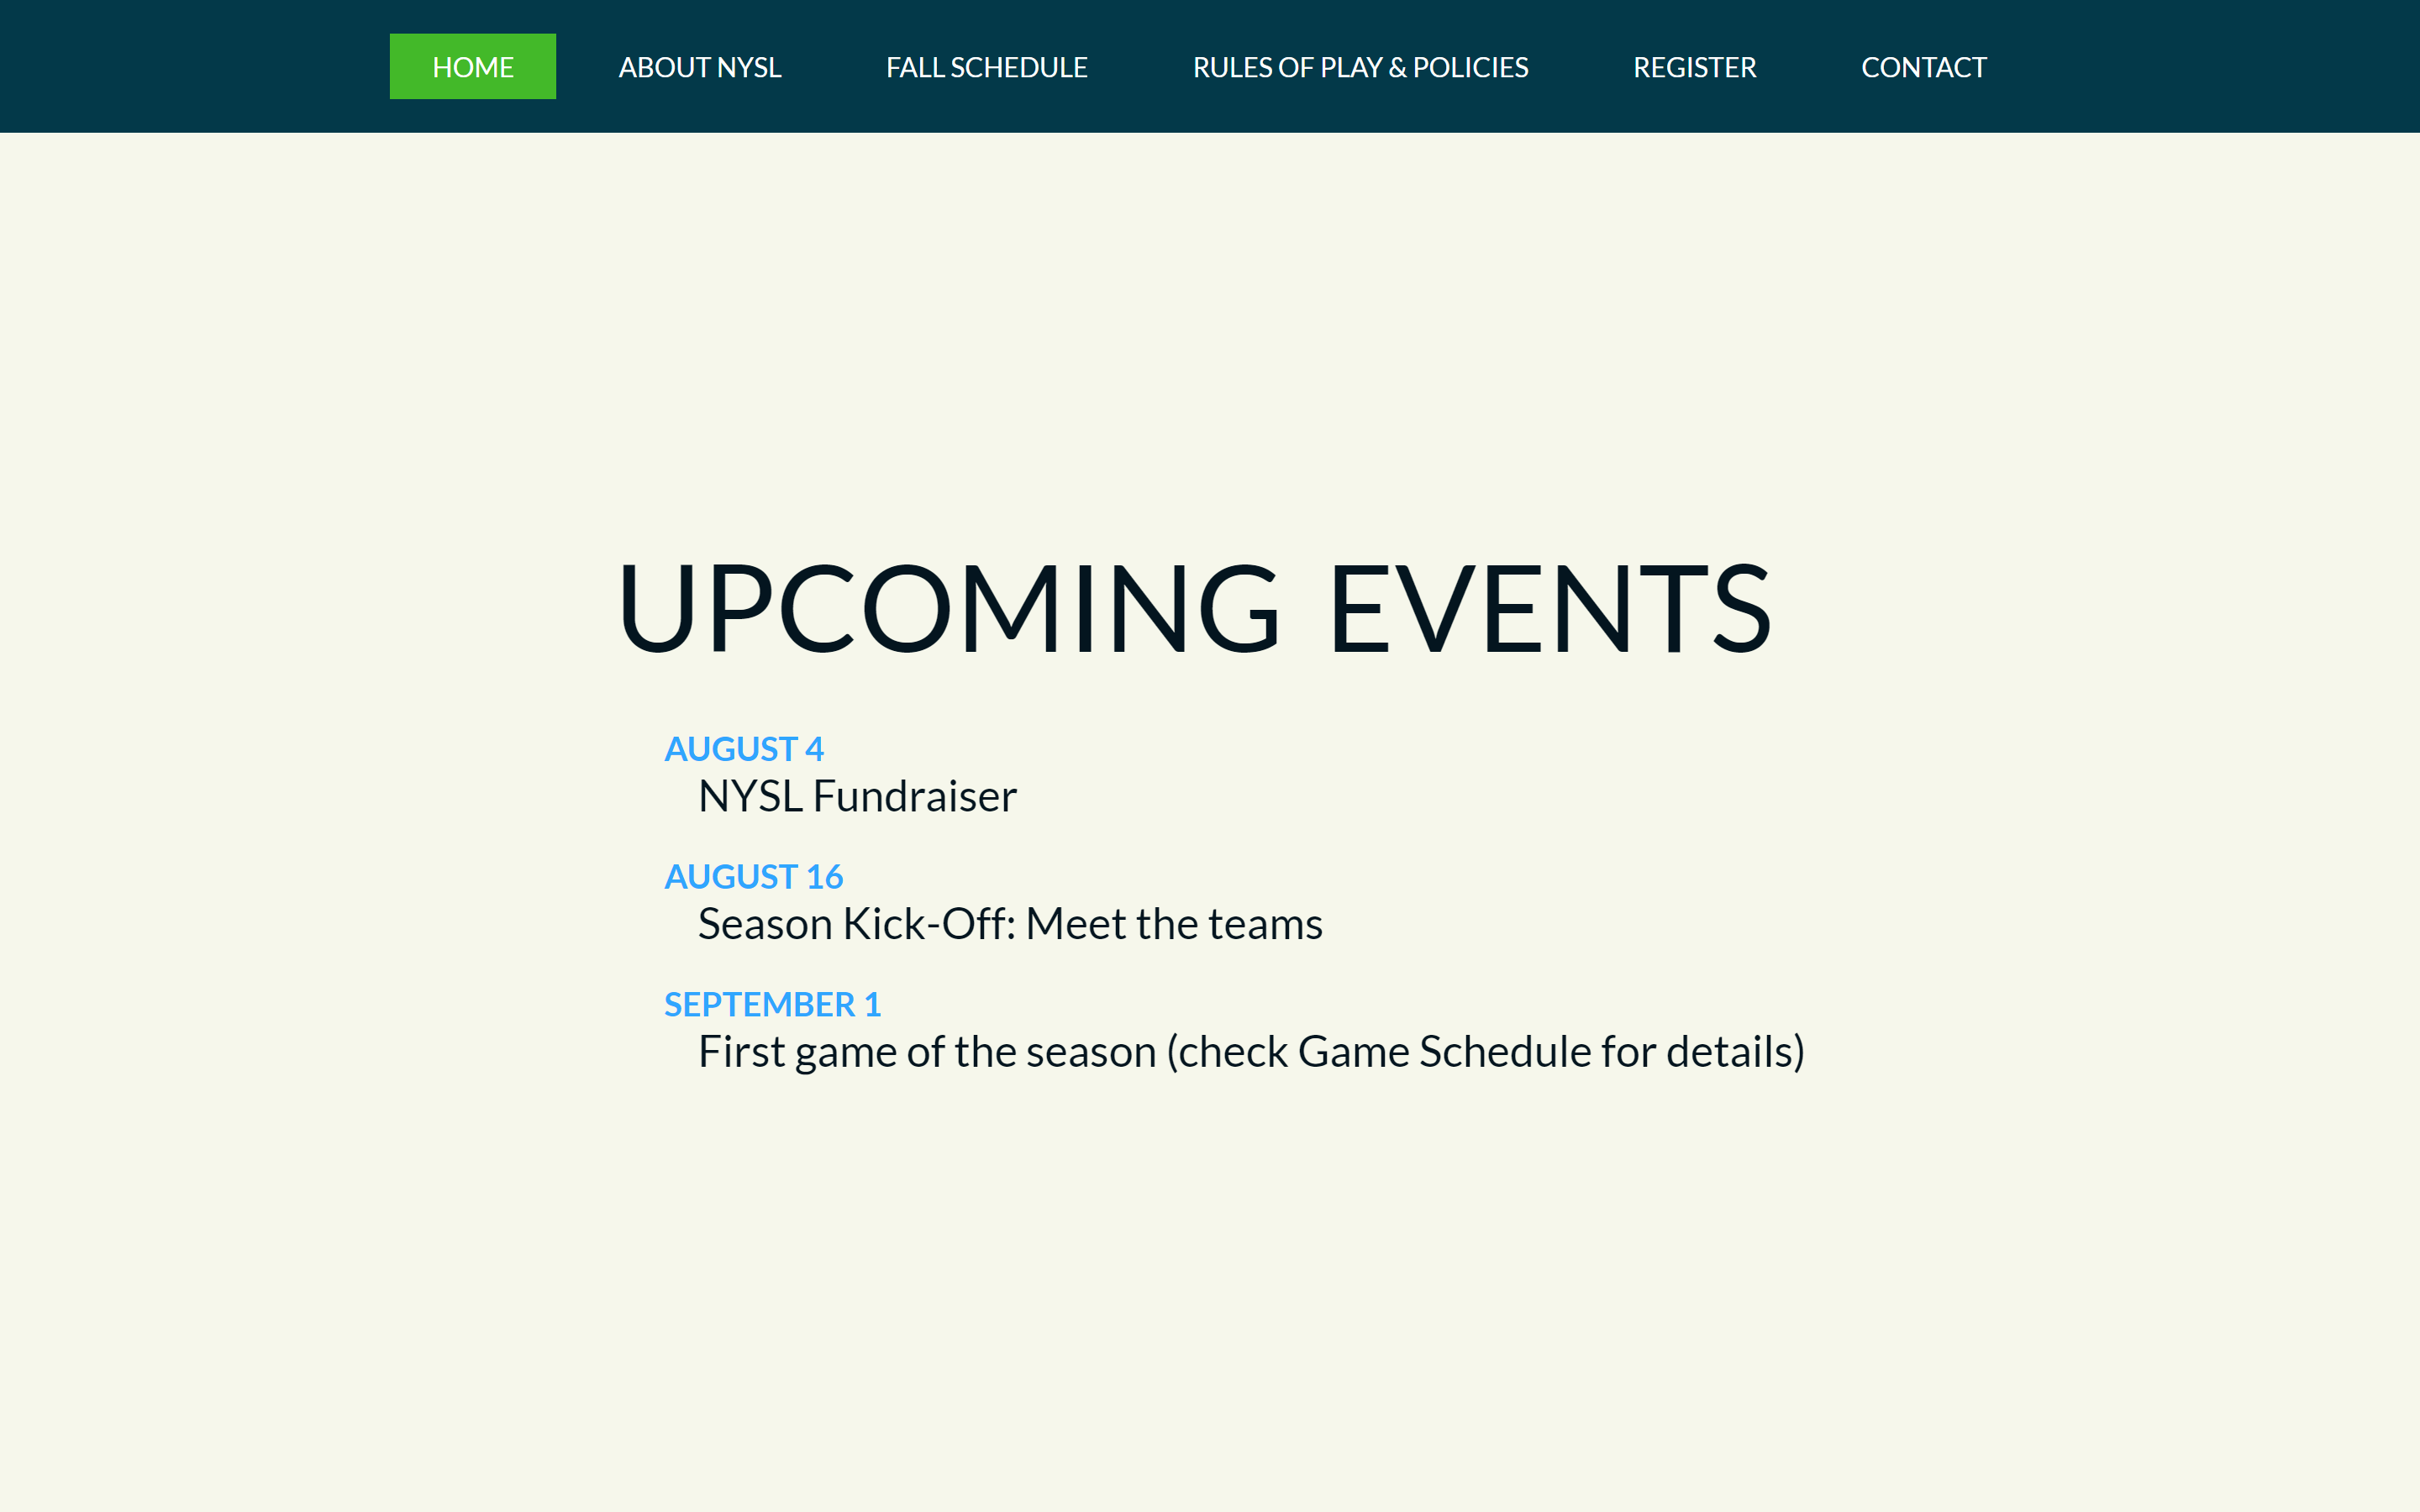 HOME ABOUT NYSL FALL SCHEDULE RULES OF PLAY & POLICIES REGISTER CONTACT
UPCOMING EVENTS
AUGUST 4
NYSL Fundraiser
AUGUST 16
Season Kick-Off: Meet the teams
SEPTEMBER 1
First game of the season (check Game Schedule for details)